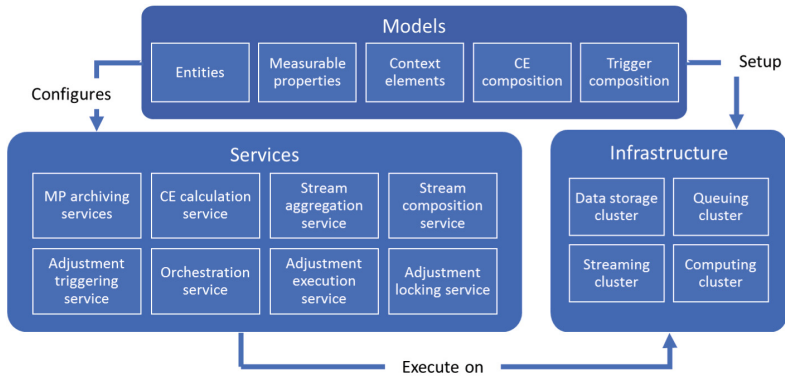 Models
Entities
Measurable
properties
Context
elements
CE
composition
Trigger
composition
Configures
Setup
Services
MP archiving
services
CE calculation
service
Stream
aggregation
service
Stream
composition
service
Adjustment
triggering
service
Orchestration
service
Adjustment
execution
service
Adjustment
locking service
Infrastructure
Data storage
cluster
Queuing
cluster
Streaming
cluster
Computing
cluster
Execute on